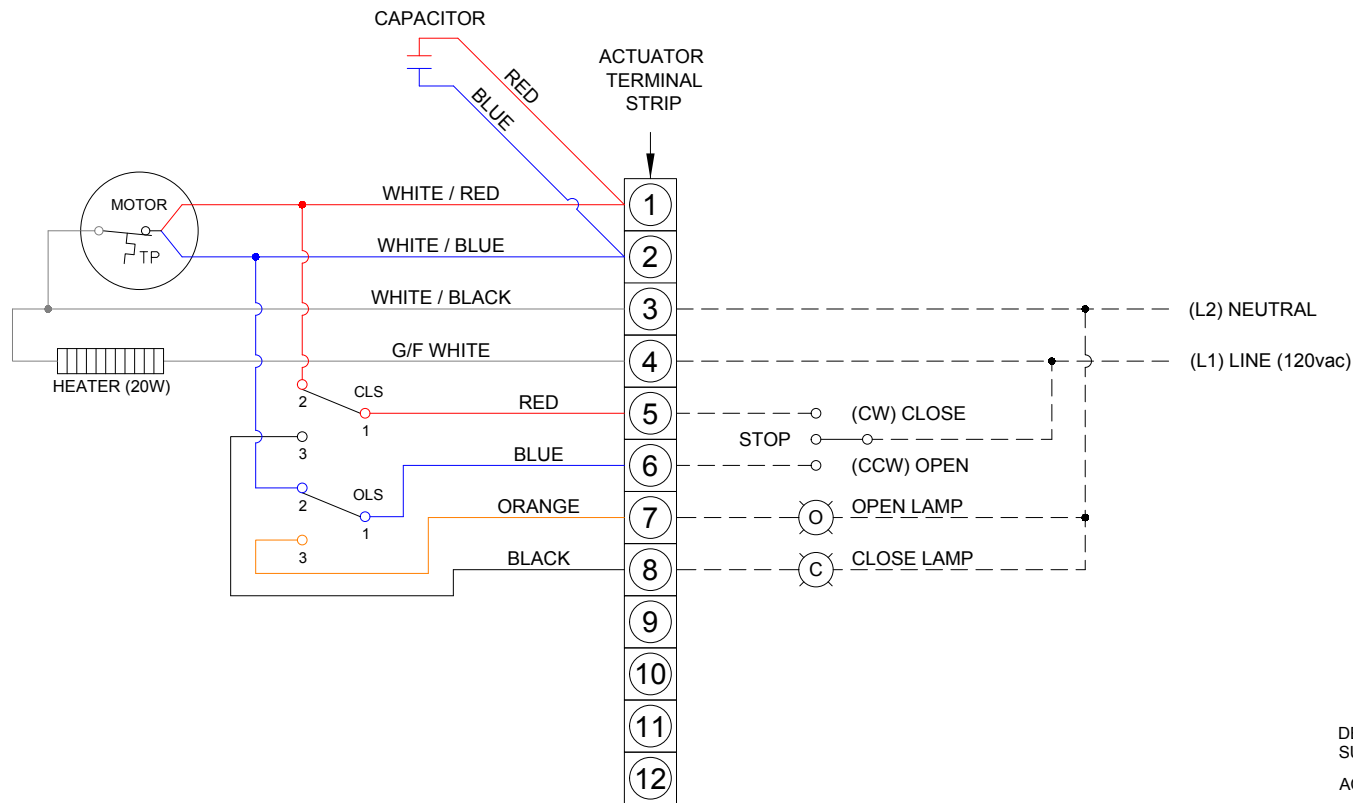 CAPACITOR
ACTUATOR
TERMINAL
STRIP
RED
BLUE
WHITE / RED
1
MOTOR
TP
WHITE / BLUE
2
WHITE / BLACK
3
(L2) NEUTRAL
G/F WHITE
4
(L1) LINE (120vac)
HEATER (20W)
2
CLS
1
RED
5
(CW) CLOSE
3
STOP
BLUE
6
(CCW) OPEN
2
OLS
1
ORANGE
7
O
OPEN LAMP
3
BLACK
8
C
CLOSE LAMP
9
10
11
12